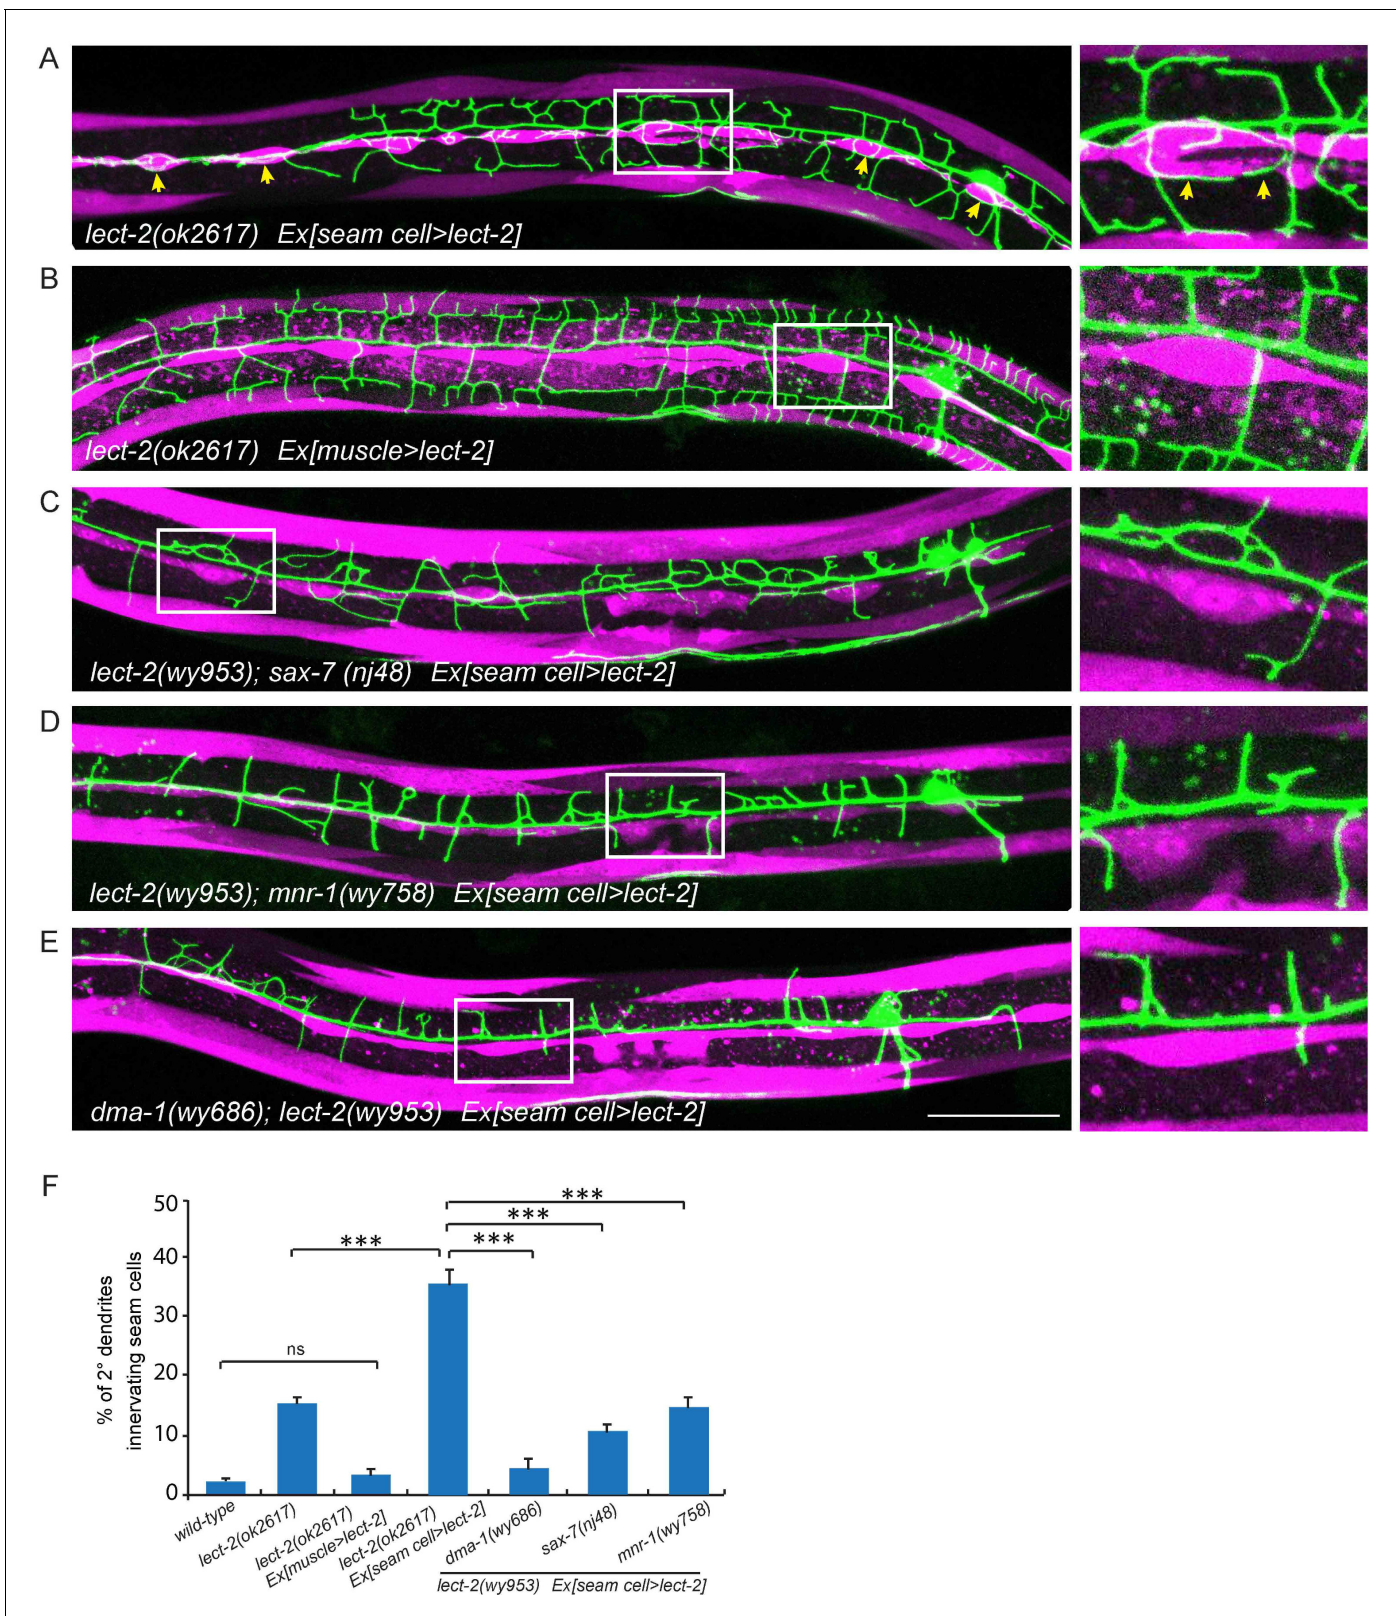 A
lect-2(ok2617) Ex[seam cell>lect-2]
B
lect-2(ok2617) Ex[muscle>lect-2]
C
lect-2(wy953); sax-7 (nj48) Ex[seam cell>lect-2]
D
lect-2(wy953); mnr-1(wy758) Ex[seam cell>lect-2]
E
dma-1(wy686); lect-2(wy953) Ex[seam cell>lect-2]
F
% of 2° dendrites
innervating seam cells
50
40
30
20
10
0
***
***
***
***
ns
wild-type
lect-2(ok2617)
lect-2(ok2617)
Ex[muscle>lect-2]
lect-2(ok2617)
Ex[seam cell>lect-2]
dma-1(wy686)
sax-7(nj48)
mnr-1(wy758)
lect-2(wy953) Ex[seam cell>lect-2]